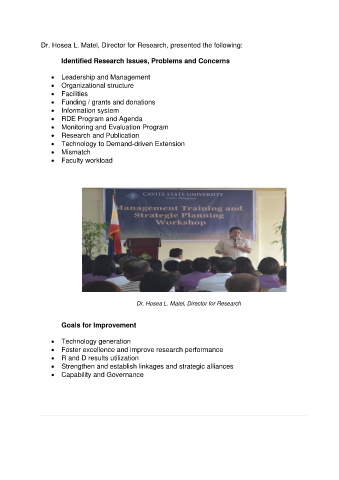 Dr. Hosea L. Matel, Director for Research, presented the following:
Identified Research Issues, Problems and Concerns
• Leadership and Management
• Organizational structure
• Facilities
• Funding / grants and donations
• Information system
• RDE Program and Agenda
• Monitoring and Evaluation Program
• Research and Publication
• Technology to Demand-driven Extension
• Mismatch
• Faculty workload
CAVITE STATE UNIVERSITY
Management Training and
Strategic Planning
Workshop
Dr. Hosea L. Matel, Director for Research
Goals for Improvement
• Technology generation
• Foster excellence and improve research performance
• R and D results utilization
• Strengthen and establish linkages and strategic alliances
• Capability and Governance